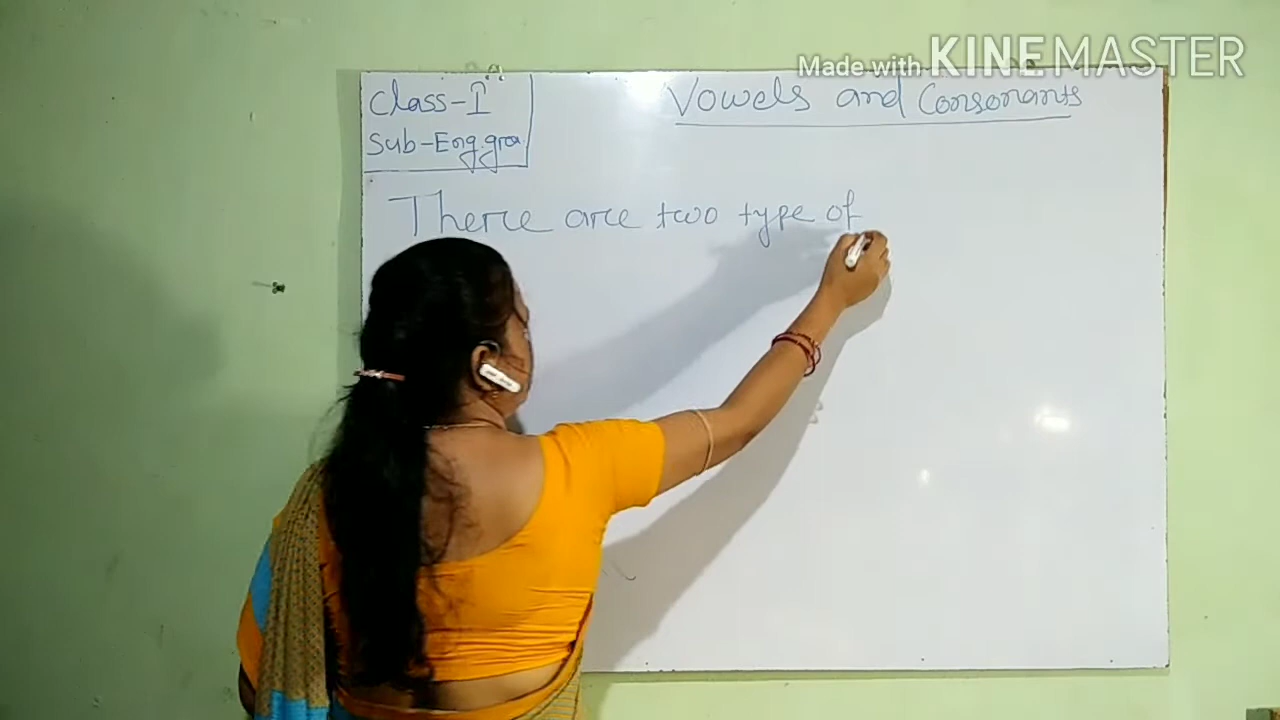 Made with KINEMASTER
Class-I
Vowels and Consonants
Sub-Eng.gra
There are two type of